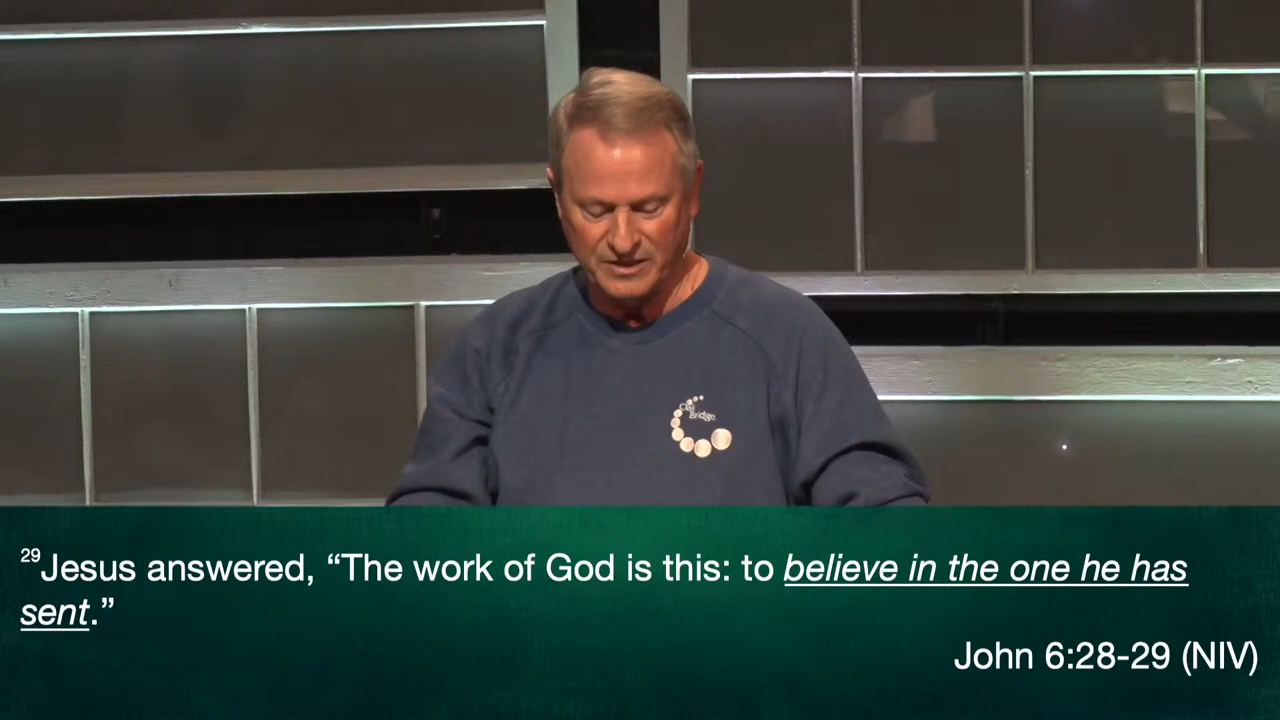 Bridge
²⁹Jesus answered, “The work of God is this: to believe in the one he has
sent.”
John 6:28-29 (NIV)